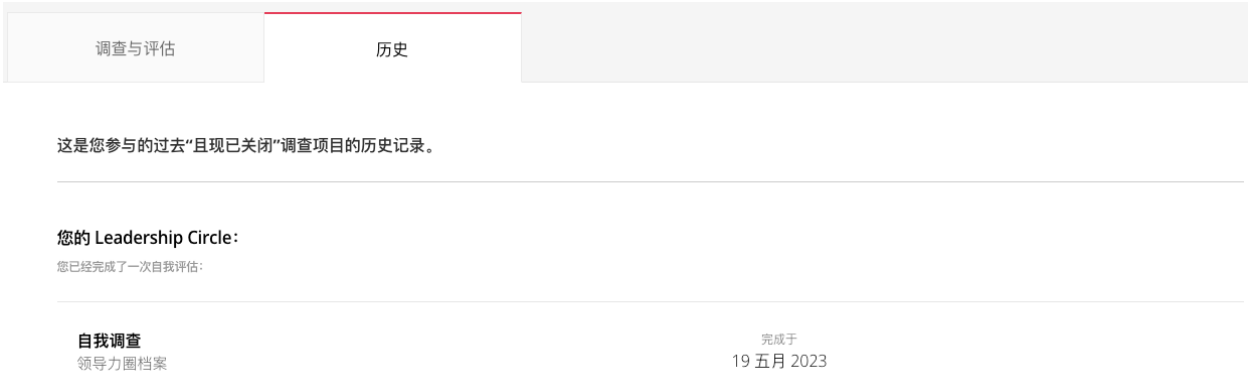 调查与评估
历史
这是您参与的过去“且现已关闭”调查项目的历史记录。
您的 Leadership Circle：
您已经完成了一次自我评估：
自我调查
领导力圈档案
完成于
19 五月 2023